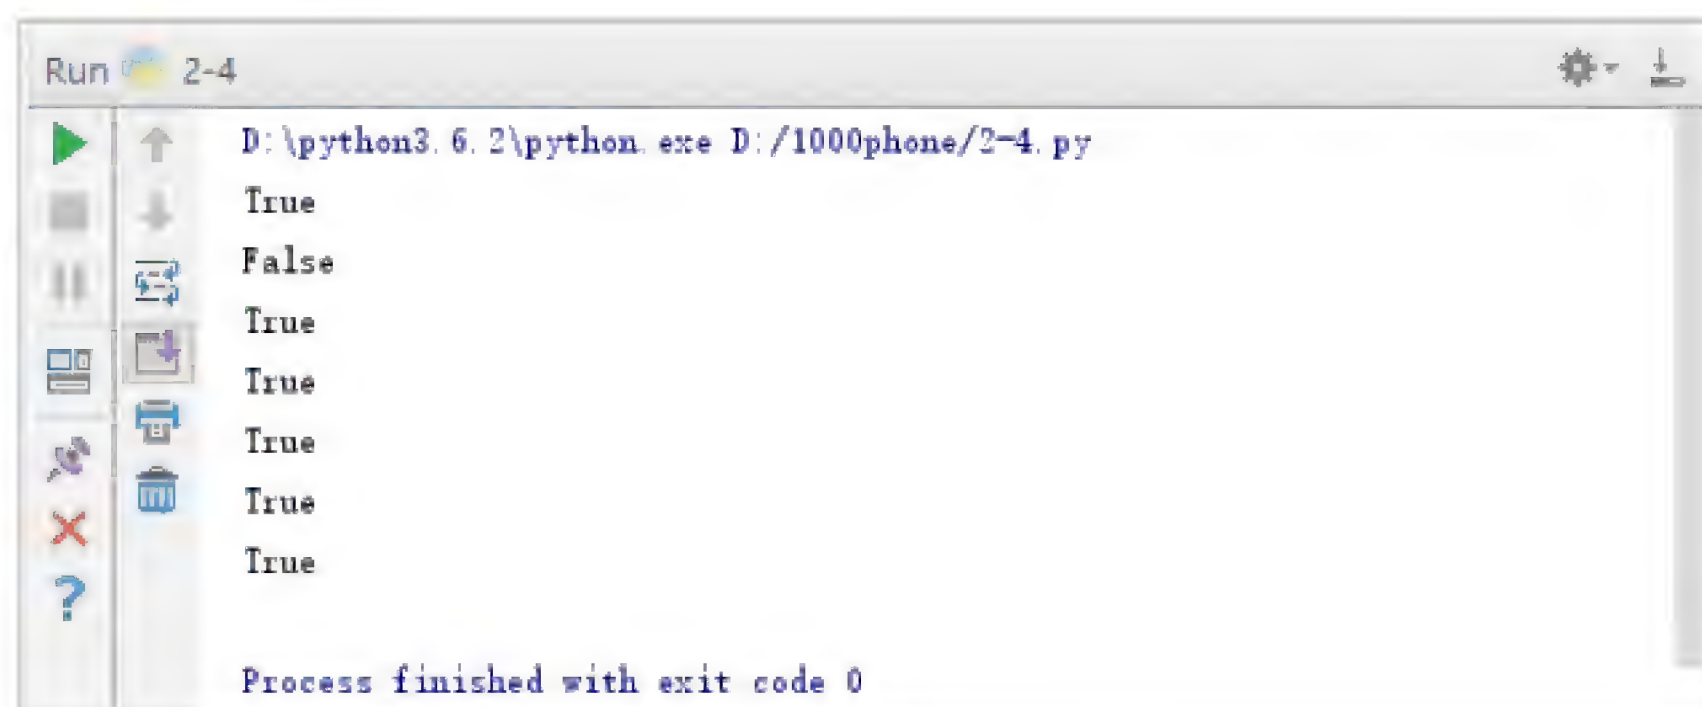 Run 2-4
D:\python3.6.2\python.exe D:/1000phone/2-4.py
True
False
True
True
True
True
True
Process finished with exit code 0